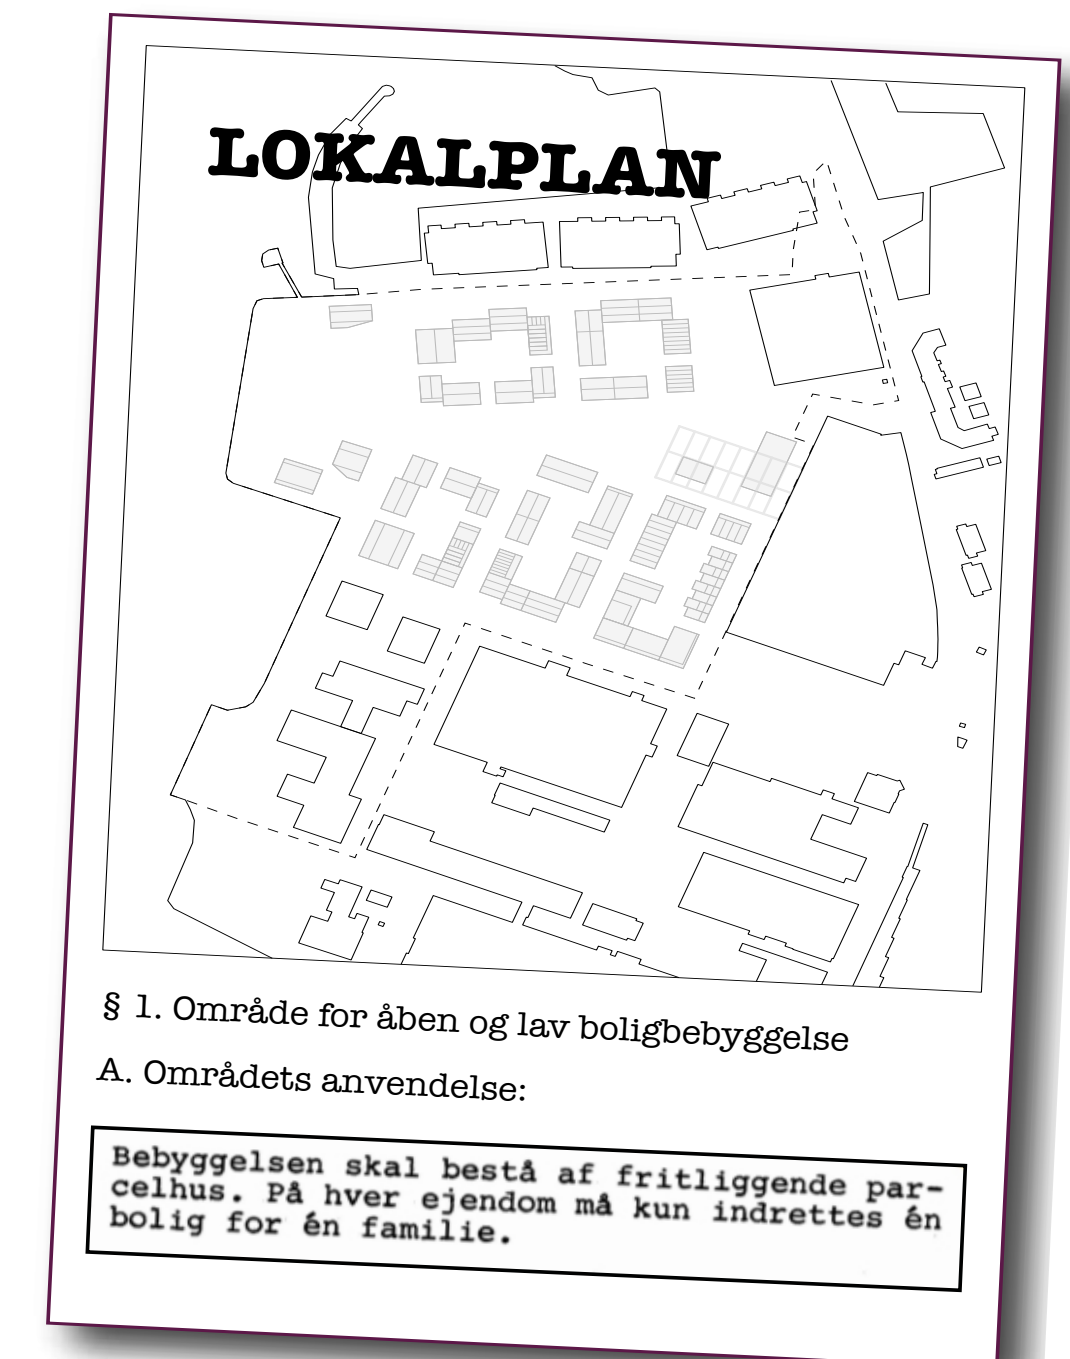 LOKALPLAN
§ 1. Område for åben og lav boligbebyggelse
A. Områdets anvendelse:
Bebyggelsen skal bestå af fritliggende par-
celhus. På hver ejendom må kun indrettes én
bolig for én familie.